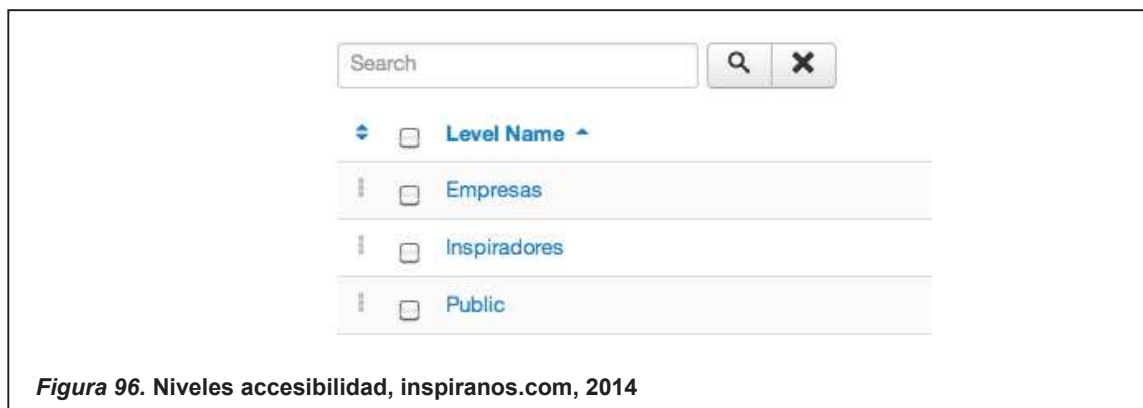 Search
Level Name
Empresas
Inspiradores
Public
Figura 96. Niveles accesibilidad, inspiranos.com, 2014